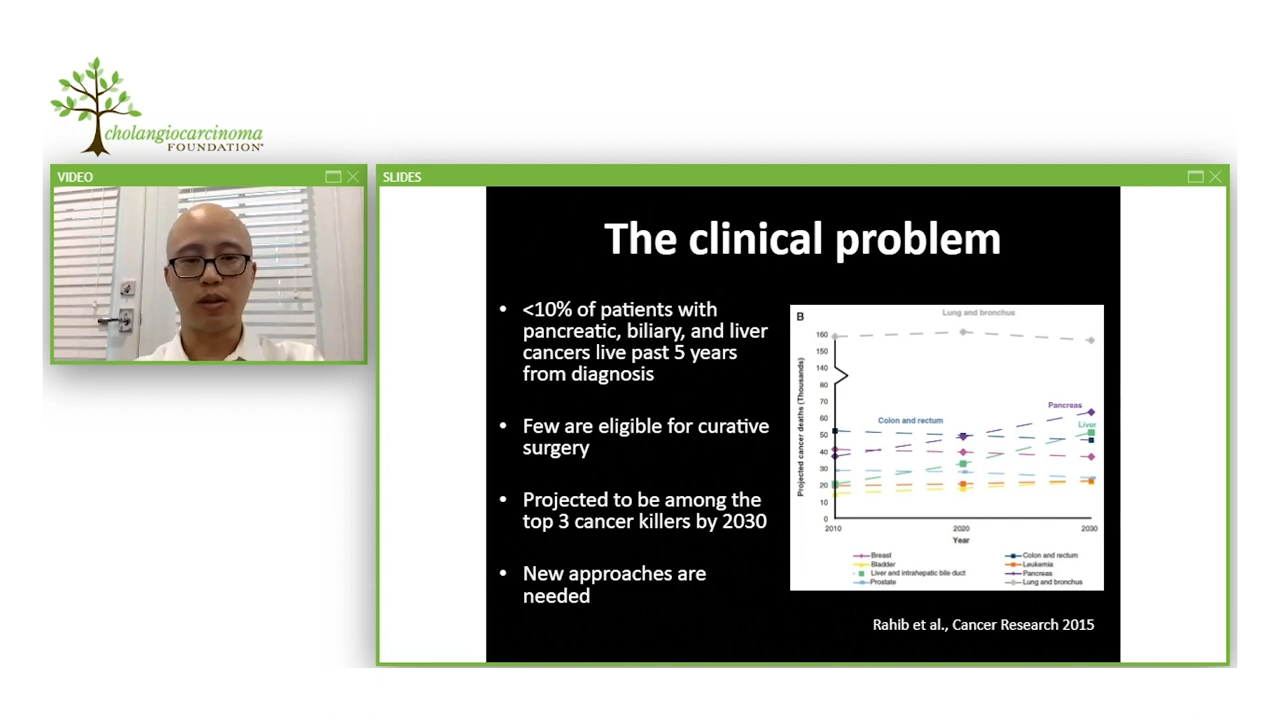 cholangiocarcinoma
FOUNDATION®
VIDEO
SLIDES
The clinical problem
• <10% of patients with
pancreatic, biliary, and liver
cancers live past 5 years
from diagnosis
• Few are eligible for curative
surgery
• Projected to be among the
top 3 cancer killers by 2030
• New approaches are
needed
B
Lung and bronchus
Projected cancer deaths (Thousands)
160
150
140
80
70
60
50
40
30
20
10
0
Pancreas
Colon and rectum
Liver
2010
2020
2030
Year
Breast
Bladder
Liver and intrahepatic bile duct
Prostate
Colon and rectum
Leukemia
Pancreas
Lung and bronchus
Rahib et al., Cancer Research 2015